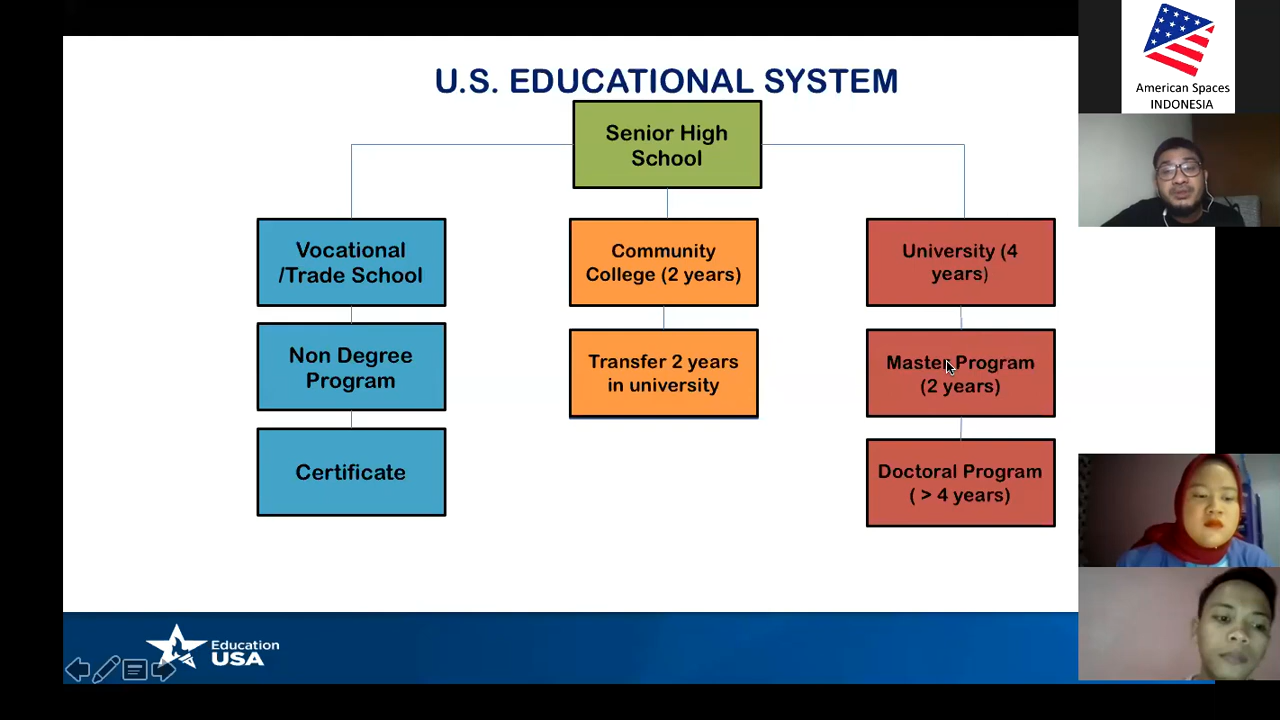 U.S. EDUCATIONAL SYSTEM
Senior High
School
Vocational
/Trade School
Non Degree
Program
Certificate
Community
College (2 years)
Transfer 2 years
in university
University (4
years)
Master Program
(2 years)
Doctoral Program
( > 4 years)
Education
USA
American Spaces
INDONESIA